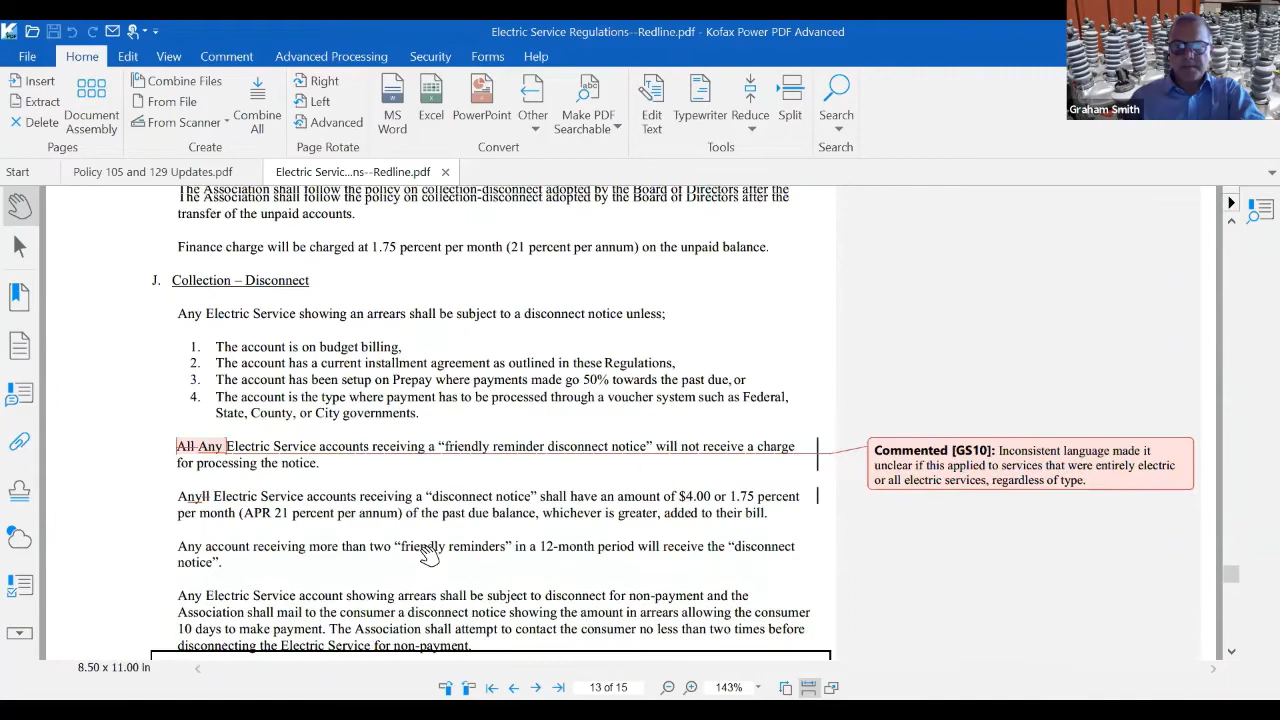 Electric Service Regulations--Redline.pdf - Kofax Power PDF Advanced
File Home Edit View Comment Advanced Processing Security Forms Help
Insert
Extract
Delete
Document Assembly
Pages
Combine Files
From File
From Scanner
Combine All
Create
Right
Left
Advanced
Page Rotate
MS Word
Excel
PowerPoint
Other
Make PDF Searchable
Convert
Edit Text
Typewriter
Reduce
Split
Tools
Search
Search
Graham Smith
Start
Policy 105 and 129 Updates.pdf
Electric Servic...ns--Redline.pdf
The Association shall follow the policy on collection-disconnect adopted by the Board of Directors after the
The Association shall follow the policy on collection-disconnect adopted by the Board of Directors after the
transfer of the unpaid accounts.
Finance charge will be charged at 1.75 percent per month (21 percent per annum) on the unpaid balance.
J. Collection – Disconnect
Any Electric Service showing an arrears shall be subject to a disconnect notice unless;
1. The account is on budget billing,
2. The account has a current installment agreement as outlined in these Regulations,
3. The account has been setup on Prepay where payments made go 50% towards the past due, or
4. The account is the type where payment has to be processed through a voucher system such as Federal,
State, County, or City governments.
All Any Electric Service accounts receiving a “friendly reminder disconnect notice” will not receive a charge
for processing the notice.
Anyll Electric Service accounts receiving a “disconnect notice” shall have an amount of $4.00 or 1.75 percent
per month (APR 21 percent per annum) of the past due balance, whichever is greater, added to their bill.
Any account receiving more than two “friendly reminders” in a 12-month period will receive the “disconnect
notice”.
Any Electric Service account showing arrears shall be subject to disconnect for non-payment and the
Association shall mail to the consumer a disconnect notice showing the amount in arrears allowing the consumer
10 days to make payment. The Association shall attempt to contact the consumer no less than two times before
disconnecting the Electric Service for non-payment.
Commented [GS10]: Inconsistent language made it
unclear if this applied to services that were entirely electric
or all electric services, regardless of type.
8.50 x 11.00 in
13 of 15
143%